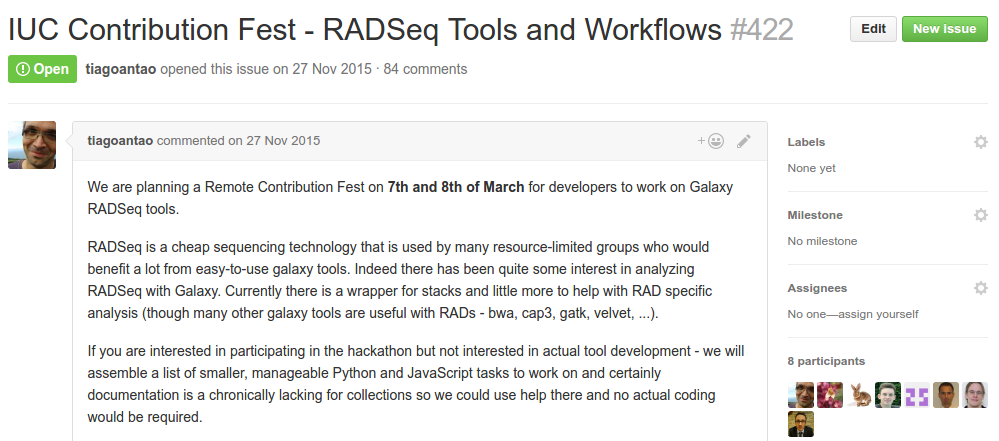 IUC Contribution Fest - RADSeq Tools and Workflows #422
Edit
New issue
Open
tiagoantao opened this issue on 27 Nov 2015 · 84 comments
tiagoantao commented on 27 Nov 2015
We are planning a Remote Contribution Fest on 7th and 8th of March for developers to work on Galaxy
RADSeq tools.
RADSeq is a cheap sequencing technology that is used by many resource-limited groups who would
benefit a lot from easy-to-use galaxy tools. Indeed there has been quite some interest in analyzing
RADSeq with Galaxy. Currently there is a wrapper for stacks and little more to help with RAD specific
analysis (though many other galaxy tools are useful with RADs - bwa, cap3, gatk, velvet, ...).
If you are interested in participating in the hackathon but not interested in actual tool development - we will
assemble a list of smaller, manageable Python and JavaScript tasks to work on and certainly
documentation is a chronically lacking for collections so we could use help there and no actual coding
would be required.
Labels
None yet
Milestone
No milestone
Assignees
No one—assign yourself
8 participants